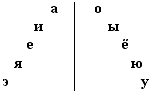 а о
и ы
е ё
я ю
э у